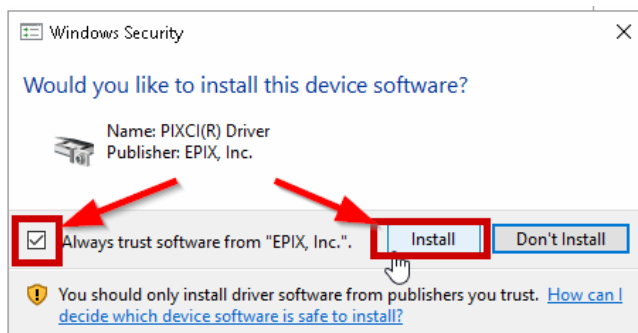 Windows Security
Would you like to install this device software?
Name: PIXCI(R) Driver
Publisher: EPIX, Inc.
Always trust software from "EPIX, Inc.".
Install
Don't Install
You should only install driver software from publishers you trust. How can I
decide which device software is safe to install?